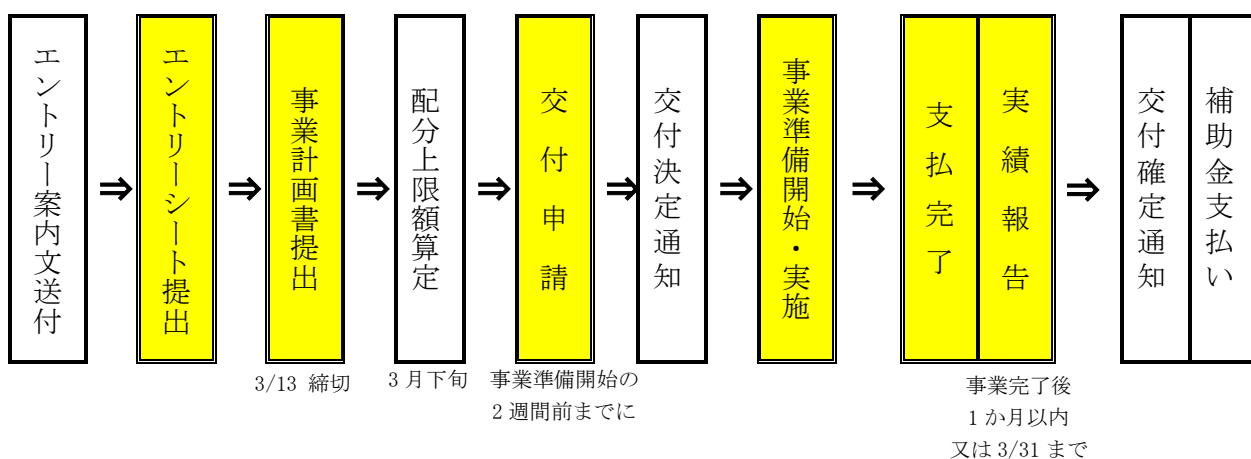 エントリー案内文送付
⇒
エントリーシート提出
⇒
事業計画書提出
⇒
配分上限額算定
⇒
交付申請
⇒
交付決定通知
⇒
事業準備開始・実施
⇒
支払完了
実績報告
⇒
交付確定通知
補助金支払い
3/13 締切
3月下旬
事業準備開始の
2週間前までに
事業完了後
1か月以内
又は3/31まで